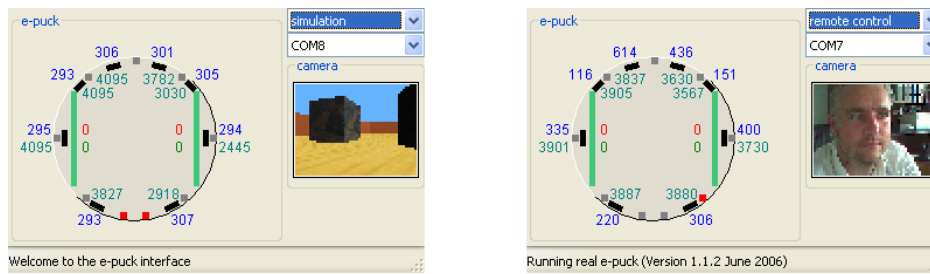 e-puck
simulation
COM8
camera
306 301
293 4095 3782 305
4095 3030
295 0 0 294
4095 0 0 2445
3827 2918
293 307
Welcome to the e-puck interface
e-puck
remote control
COM7
camera
614 436
116 3837 3630 151
3905 3567
335 0 0 400
3901 0 0 3730
3887 3880
220 306
Running real e-puck (Version 1.1.2 June 2006)